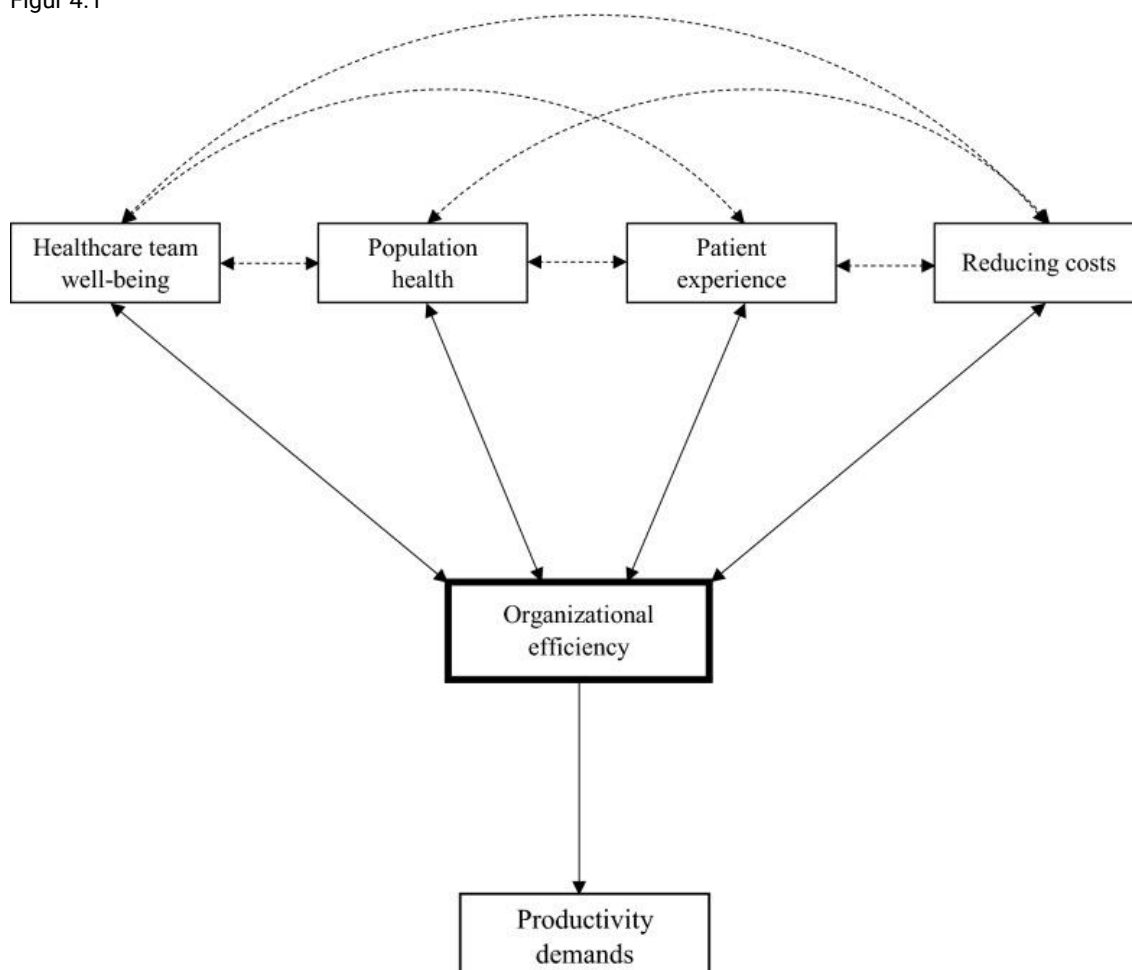 Figur 4.1
Healthcare team
well-being
Population
health
Patient
experience
Reducing costs
Organizational
efficiency
Productivity
demands